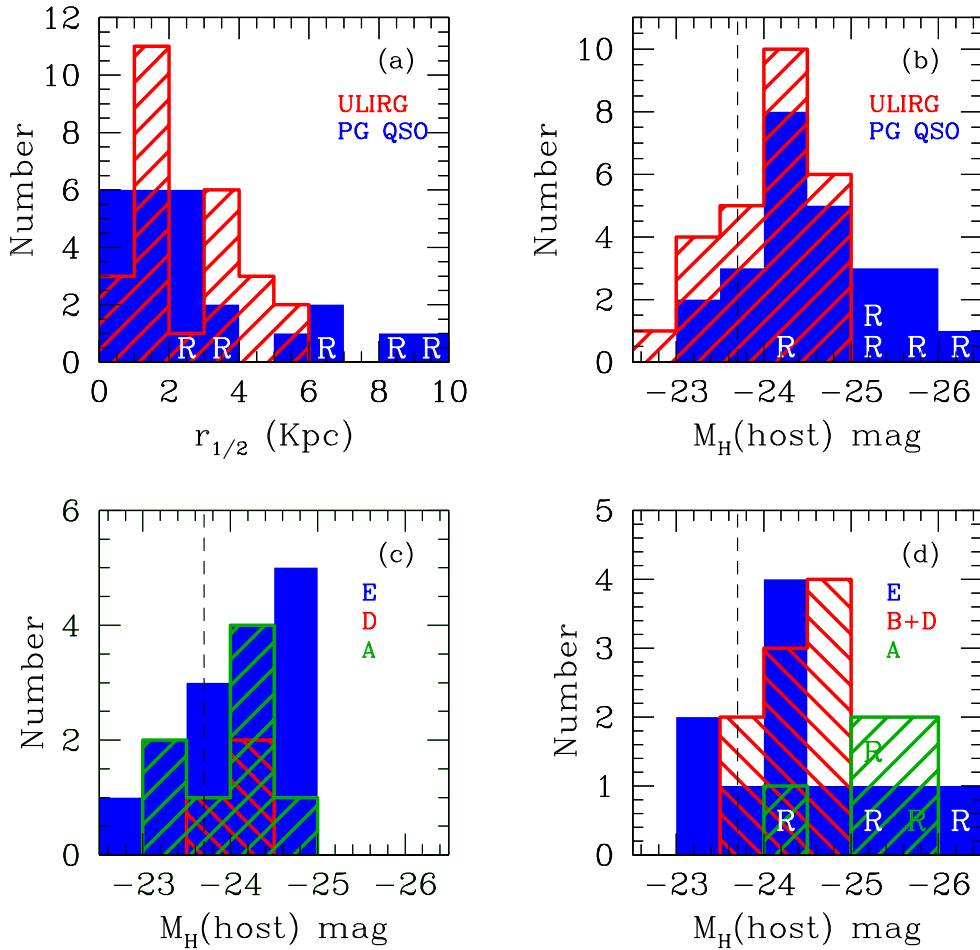 (a)
ULIRG
PG QSO
Number
12
10
8
6
4
2
0
R R R R R
0 2 4 6 8 10
r1/2 (Kpc)
(b)
ULIRG
PG QSO
Number
10
8
6
4
2
0
R
R R R R
−23 −24 −25 −26
MH(host) mag
(c)
E
D
A
Number
6
4
2
0
−23 −24 −25 −26
MH(host) mag
(d)
E
B+D
A
Number
5
4
3
2
1
0
R
R R R R
−23 −24 −25 −26
MH(host) mag